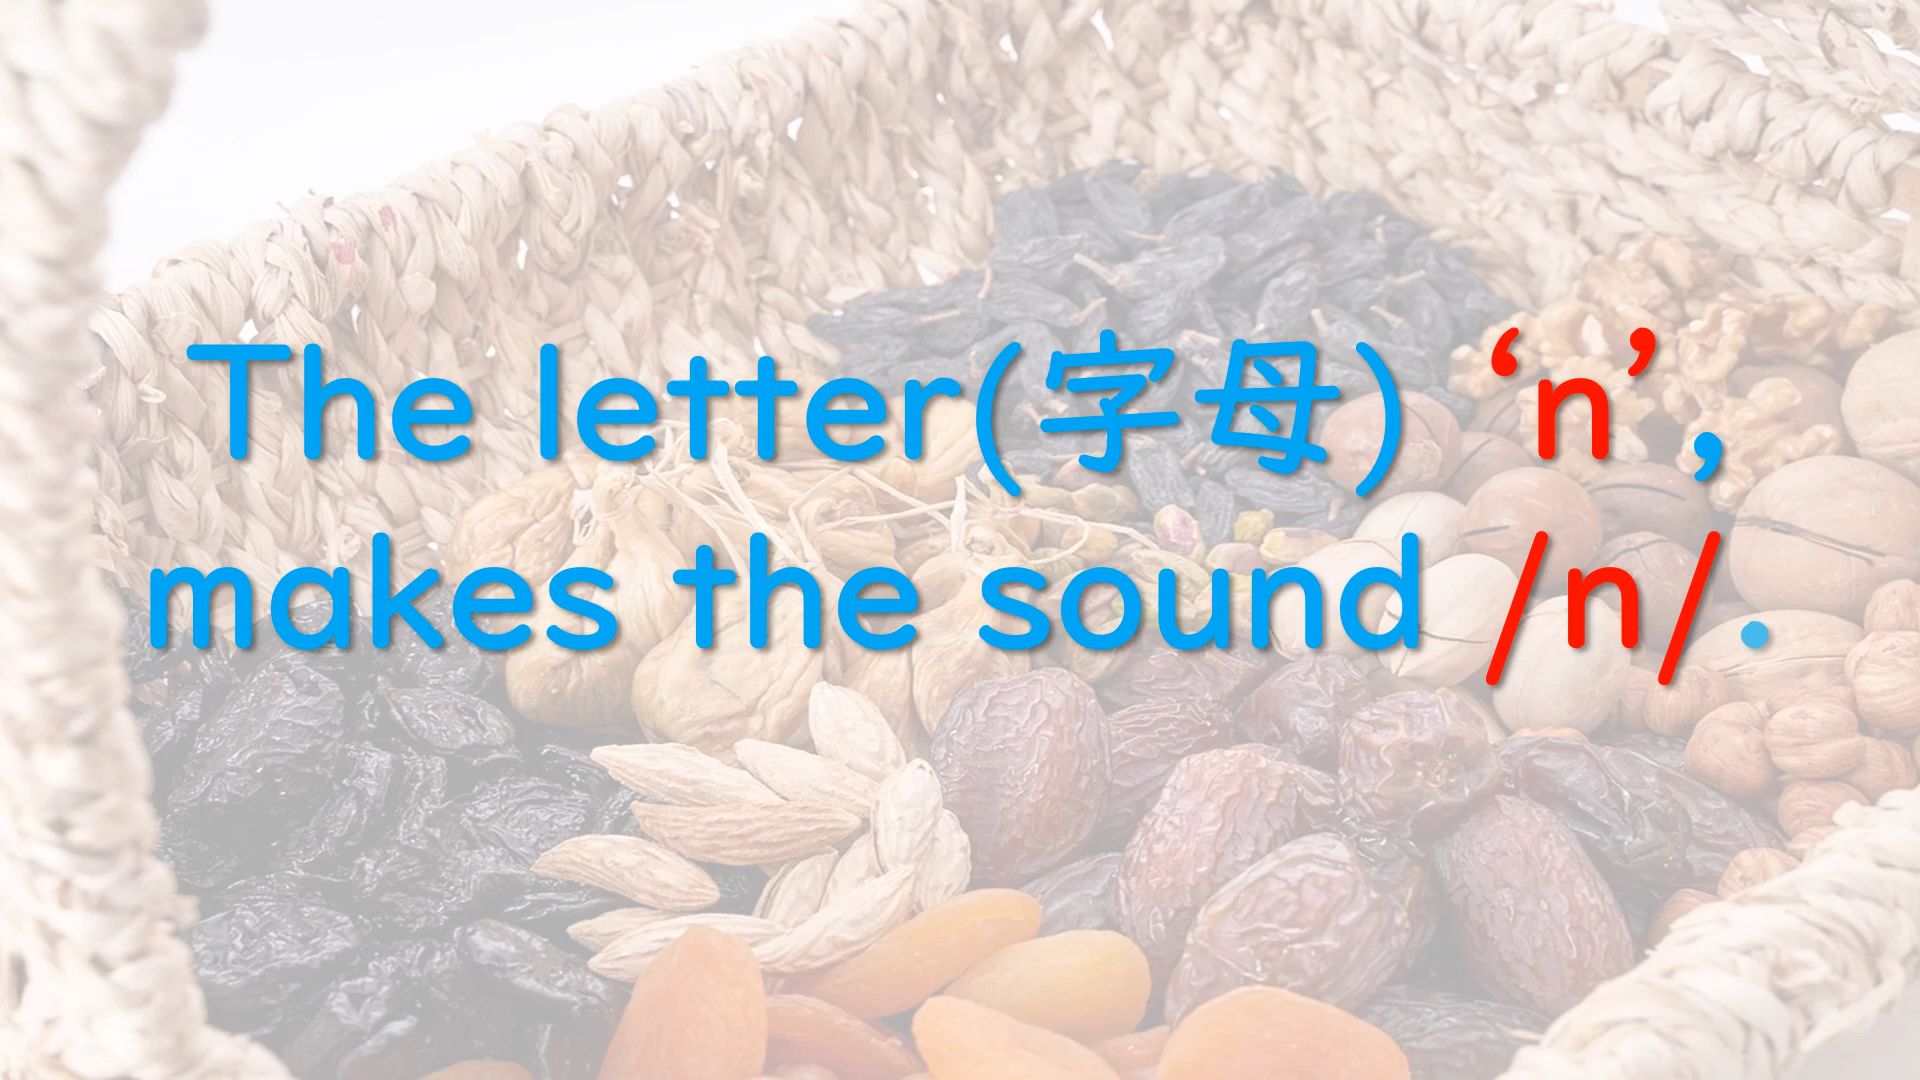 The letter(字母) ‘n’,
makes the sound /n/.